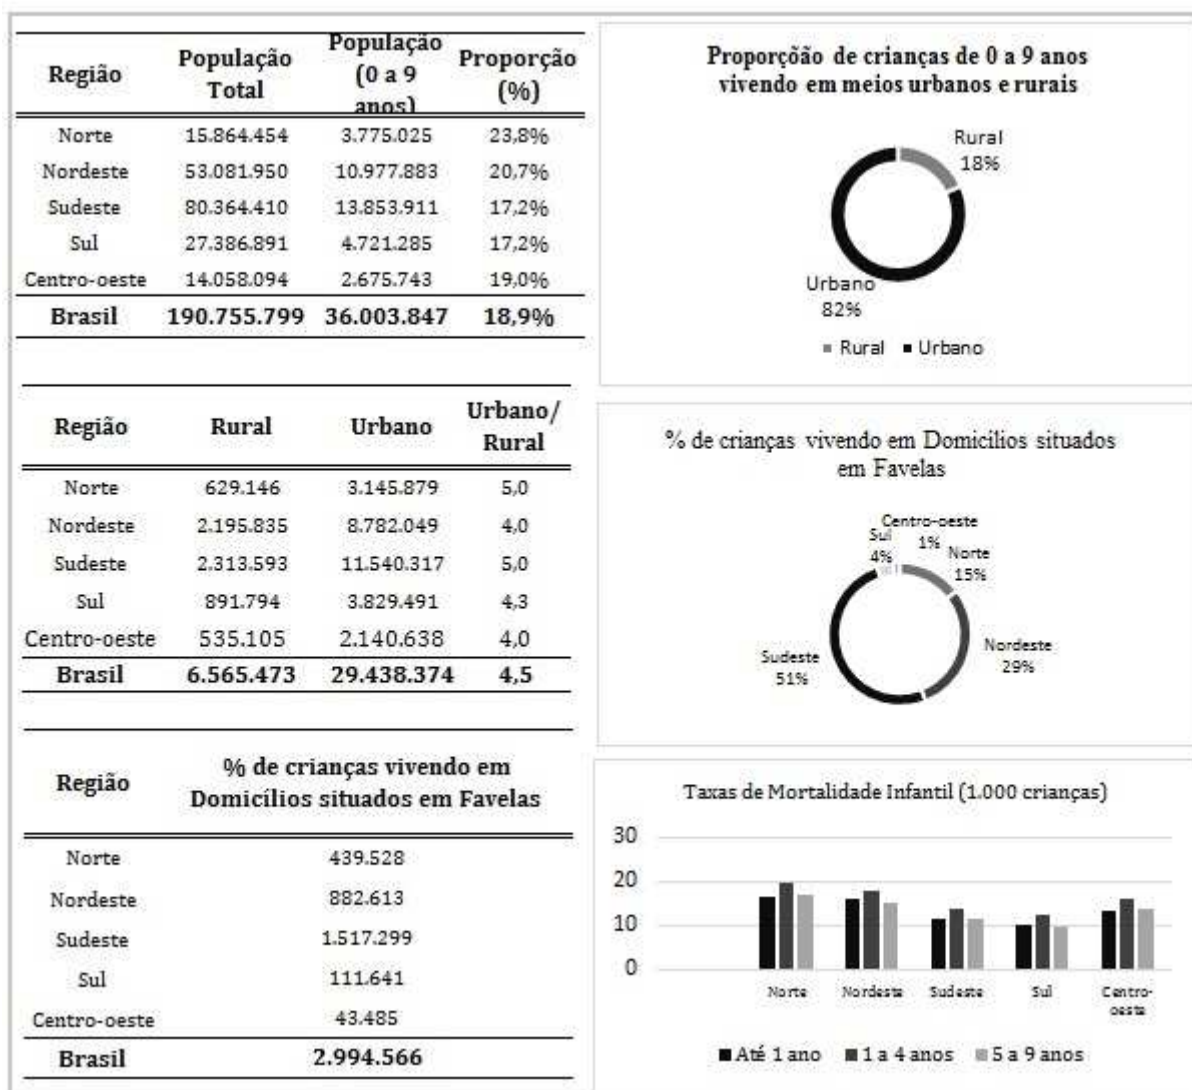 Região População Total População (0 a 9 anos) Proporção (%)
Norte 15.864.454 3.775.025 23,8%
Nordeste 53.081.950 10.977.883 20,7%
Sudeste 80.364.410 13.853.911 17,2%
Sul 27.386.891 4.721.285 17,2%
Centro-oeste 14.058.094 2.675.743 19,0%
Brasil 190.755.799 36.003.847 18,9%
Proporçõão de crianças de 0 a 9 anos
vivendo em meios urbanos e rurais
Rural
18%
Urbano
82%
Rural Urbano
Região Rural Urbano Urbano/ Rural
Norte 629.146 3.145.879 5,0
Nordeste 2.195.835 8.782.049 4,0
Sudeste 2.313.593 11.540.317 5,0
Sul 891.794 3.829.491 4,3
Centro-oeste 535.105 2.140.638 4,0
Brasil 6.565.473 29.438.374 4,5
% de crianças vivendo em Domicílios situados
em Favelas
Centro-oeste
1%
Sul
4%
Norte
15%
Nordeste
29%
Sudeste
51%
Região % de crianças vivendo em Domicílios situados em Favelas
Norte 439.528
Nordeste 882.613
Sudeste 1.517.299
Sul 111.641
Centro-oeste 43.485
Brasil 2.994.566
Taxas de Mortalidade Infantil (1.000 crianças)
30
20
10
0
Norte Nordeste Sudeste Sul Centro-oeste
Até 1 ano 1 a 4 anos 5 a 9 anos